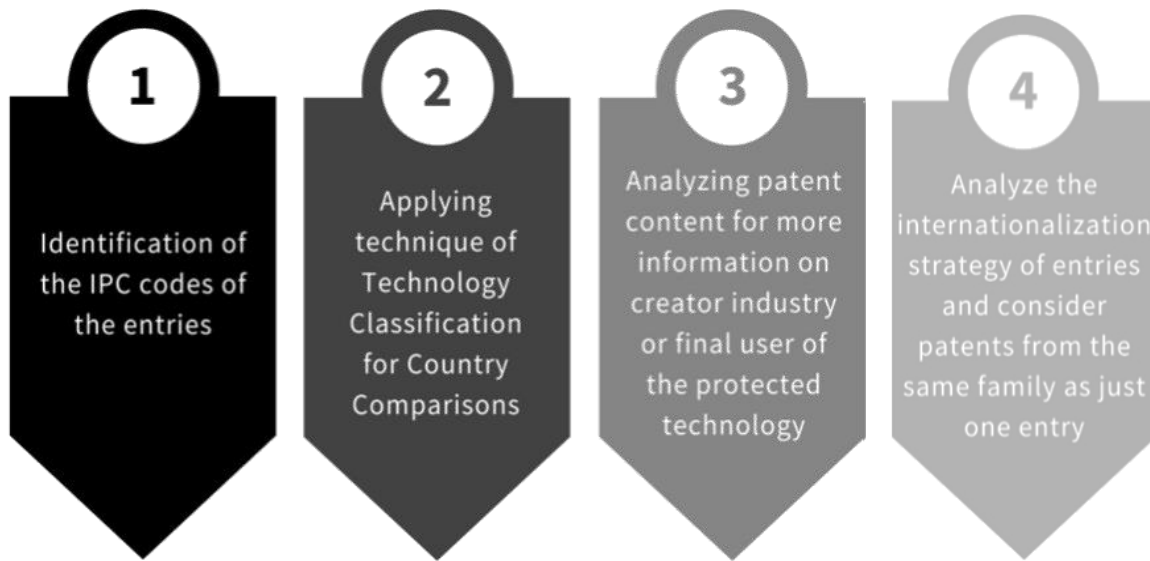 1
Identification of
the IPC codes of
the entries
2
Applying
technique of
Technology
Classification
for Country
Comparisons
3
Analyzing patent
content for more
information on
creator industry
or final user of
the protected
technology
4
Analyze the
internationalization
strategy of entries
and consider
patents from the
same family as just
one entry